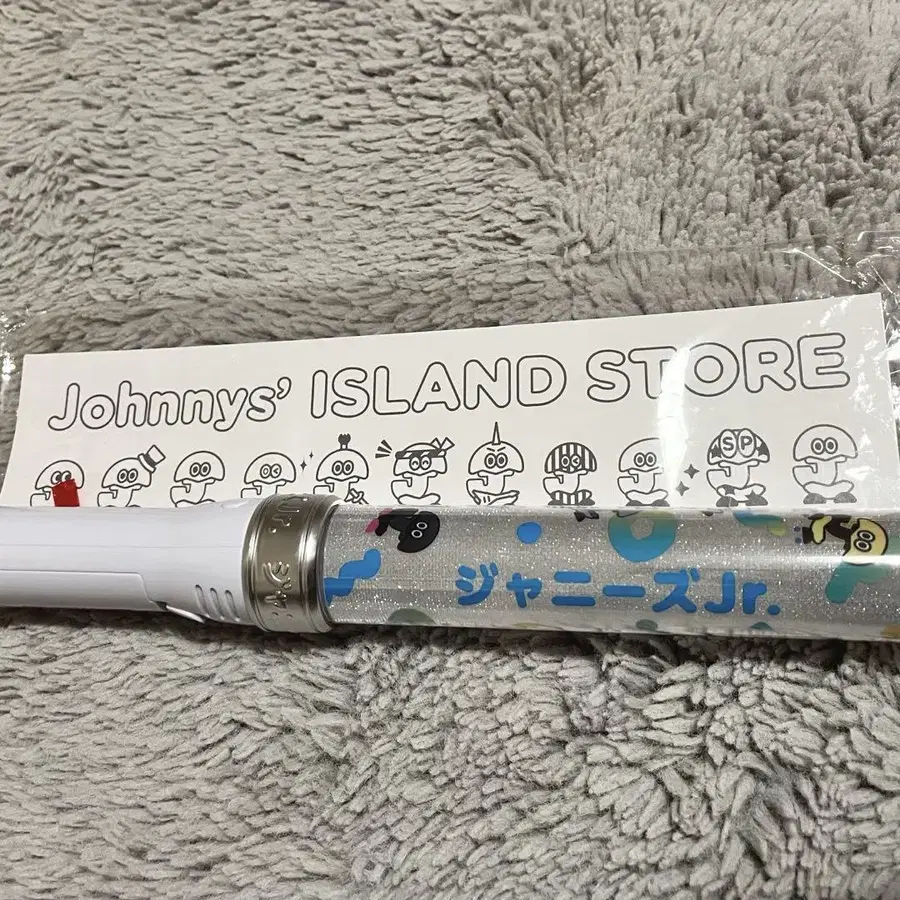 Johnnys' ISLAND STORE
SP
ジャニーズJr.